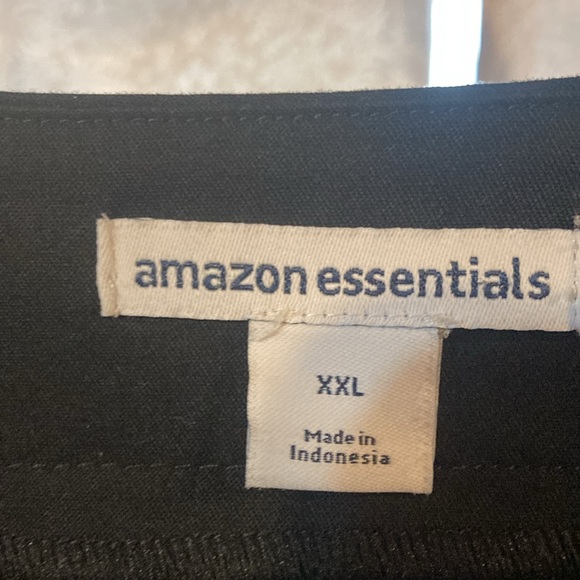 amazon essentials
XXL
Made in
Indonesia